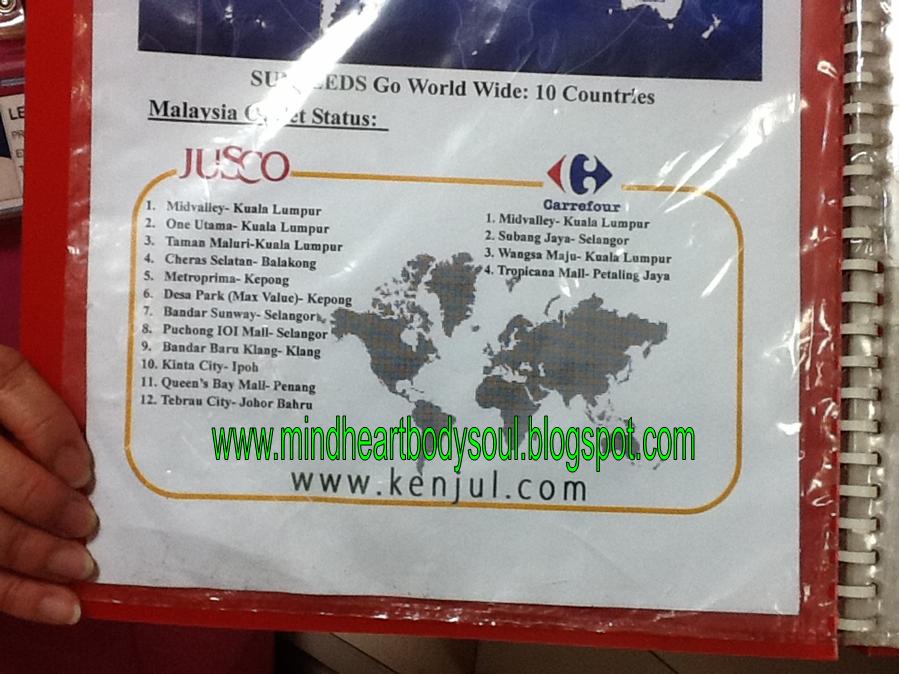 Go World Wide: 10 Countries
Malaysia Status:
JUSCO
1. Midvalley- Kuala Lumpur
2. One Utama- Kuala Lumpur
3. Taman Maluri-Kuala Lumpur
4. Cheras Selatan- Balakong
5. Metroprima- Kepong
6. Desa Park (Max Value)- Kepong
7. Bandar Sunway- Selangor
8. Puchong IOI Mall- Selangor
9. Bandar Baru Klang- Klang
10. Kinta City- Ipoh
11. Queen's Bay Mall- Penang
12. Tebrau City- Johor Bahru
Carrefour
1. Midvalley- Kuala Lumpur
2. Subang Jaya- Selangor
3. Wangsa Maju- Kuala Lumpur
4. Tropicana Mall- Petaling Jaya
www.mindheartbodysoul.blogspot.com
www.kenjul.com